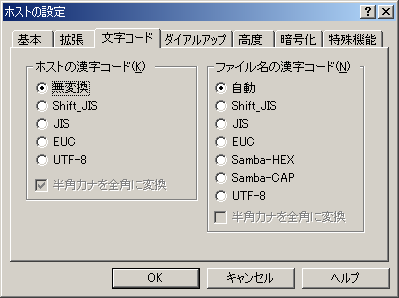 ホストの設定
基本 拡張 文字コード ダイアルアップ 高度 暗号化 特殊機能
ホストの漢字コード(K)
無変換
Shift_JIS
JIS
EUC
UTF-8
半角カナを全角に変換
ファイル名の漢字コード(N)
自動
Shift_JIS
JIS
EUC
Samba-HEX
Samba-CAP
UTF-8
半角カナを全角に変換
OK キャンセル ヘルプ